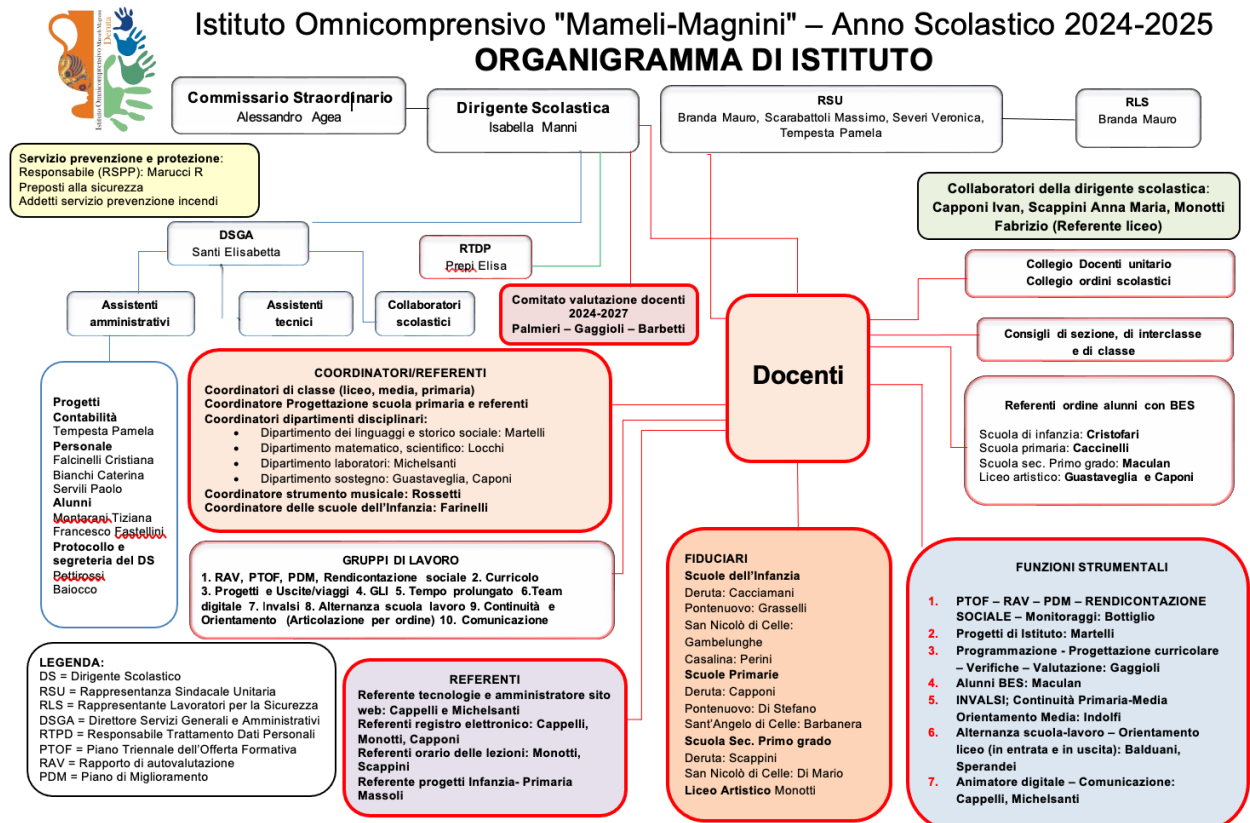 Istituto Omnicomprensivo "Mameli-Magnini" – Anno Scolastico 2024-2025
ORGANIGRAMMA DI ISTITUTO
Istituto Omnicomprensivo Mameli-Magnini
Deruta
Commissario Straordinario
Alessandro Agea
Dirigente Scolastica
Isabella Manni
RSU
Branda Mauro, Scarabattoli Massimo, Severi Veronica,
Tempesta Pamela
RLS
Branda Mauro
Servizio prevenzione e protezione:
Responsabile (RSPP): Marucci R
Preposti alla sicurezza
Addetti servizio prevenzione incendi
Collaboratori della dirigente scolastica:
Capponi Ivan, Scappini Anna Maria, Monotti
Fabrizio (Referente liceo)
DSGA
Santi Elisabetta
RTDP
Prepi Elisa
Collegio Docenti unitario
Collegio ordini scolastici
Assistenti
amministrativi
Assistenti
tecnici
Collaboratori
scolastici
Comitato valutazione docenti
2024-2027
Palmieri – Gaggioli – Barbetti
Docenti
Consigli di sezione, di interclasse
e di classe
Progetti
Contabilità
Tempesta Pamela
Personale
Falcinelli Cristiana
Bianchi Caterina
Servili Paolo
Alunni
Montarani Tiziana
Francesco Fastellini
Protocollo e
segreteria del DS
Pettirossi
Baiocco
COORDINATORI/REFERENTI
Coordinatori di classe (liceo, media, primaria)
Coordinatore Progettazione scuola primaria e referenti
Coordinatori dipartimenti disciplinari:
• Dipartimento dei linguaggi e storico sociale: Martelli
• Dipartimento matematico, scientifico: Locchi
• Dipartimento laboratori: Michelsanti
• Dipartimento sostegno: Guastaveglia, Caponi
Coordinatore strumento musicale: Rossetti
Coordinatore delle scuole dell'Infanzia: Farinelli
Referenti ordine alunni con BES
Scuola di infanzia: Cristofari
Scuola primaria: Caccinelli
Scuola sec. Primo grado: Maculan
Liceo artistico: Guastaveglia e Caponi
GRUPPI DI LAVORO
1. RAV, PTOF, PDM, Rendicontazione sociale 2. Curricolo
3. Progetti e Uscite/viaggi 4. GLI 5. Tempo prolungato 6.Team
digitale 7. Invalsi 8. Alternanza scuola lavoro 9. Continuità e
Orientamento (Articolazione per ordine) 10. Comunicazione
FIDUCIARI
Scuole dell'Infanzia
Deruta: Cacciamani
Pontenuovo: Grasselli
San Nicolò di Celle:
Gambelunghe
Casalina: Perini
Scuole Primarie
Deruta: Capponi
Pontenuovo: Di Stefano
Sant'Angelo di Celle: Barbanera
Scuola Sec. Primo grado
Deruta: Scappini
San Nicolò di Celle: Di Mario
Liceo Artistico Monotti
FUNZIONI STRUMENTALI
1. PTOF – RAV – PDM – RENDICONTAZIONE
SOCIALE – Monitoraggi: Bottiglio
2. Progetti di Istituto: Martelli
3. Programmazione - Progettazione curricolare
– Verifiche – Valutazione: Gaggioli
4. Alunni BES: Maculan
5. INVALSI; Continuità Primaria-Media
Orientamento Media: Indolfi
6. Alternanza scuola-lavoro – Orientamento
liceo (in entrata e in uscita): Balduani,
Sperandei
7. Animatore digitale – Comunicazione:
Cappelli, Michelsanti
LEGENDA:
DS = Dirigente Scolastico
RSU = Rappresentanza Sindacale Unitaria
RLS = Rappresentante Lavoratori per la Sicurezza
DSGA = Direttore Servizi Generali e Amministrativi
RTPD = Responsabile Trattamento Dati Personali
PTOF = Piano Triennale dell'Offerta Formativa
RAV = Rapporto di autovalutazione
PDM = Piano di Miglioramento
REFERENTI
Referente tecnologie e amministratore sito
web: Cappelli e Michelsanti
Referenti registro elettronico: Cappelli,
Monotti, Capponi
Referenti orario delle lezioni: Monotti,
Scappini
Referente progetti Infanzia- Primaria
Massoli